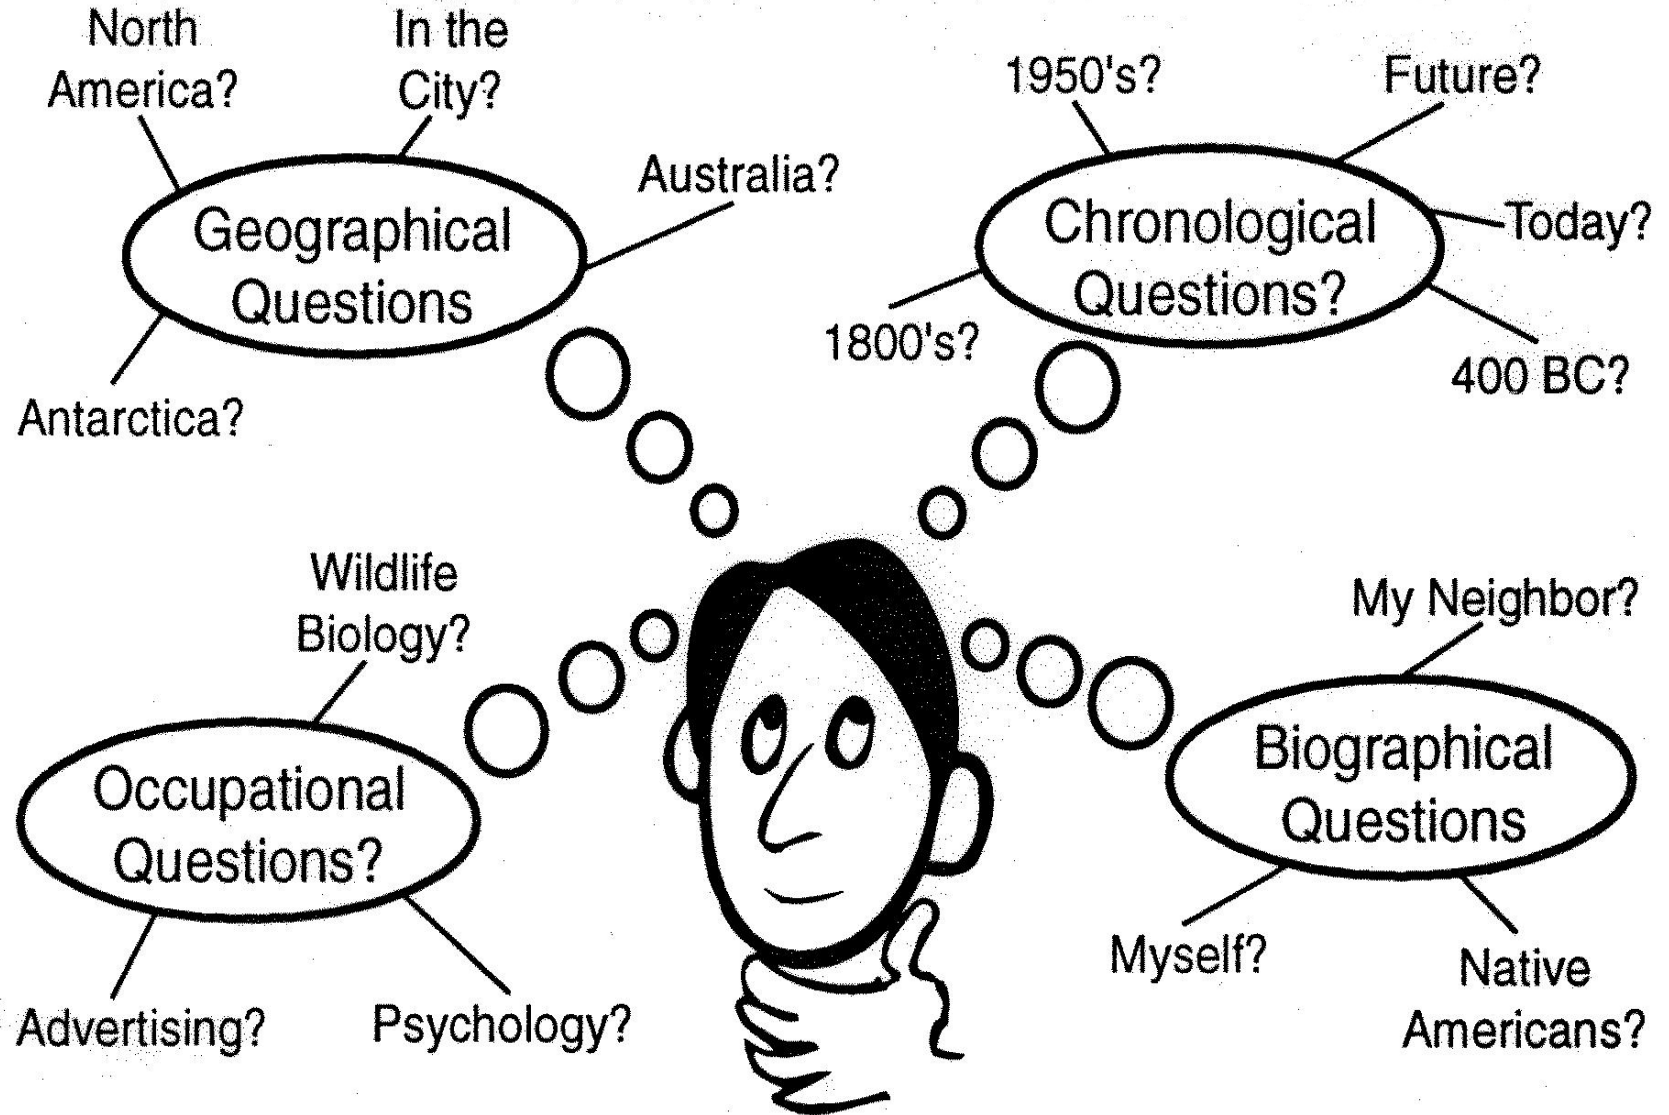 North
America?
In the
City?
Australia?
Geographical
Questions
Antarctica?
1950's?
Future?
Today?
Chronological
Questions?
1800's?
400 BC?
Wildlife
Biology?
Occupational
Questions?
Advertising?
Psychology?
My Neighbor?
Biographical
Questions
Myself?
Native
Americans?